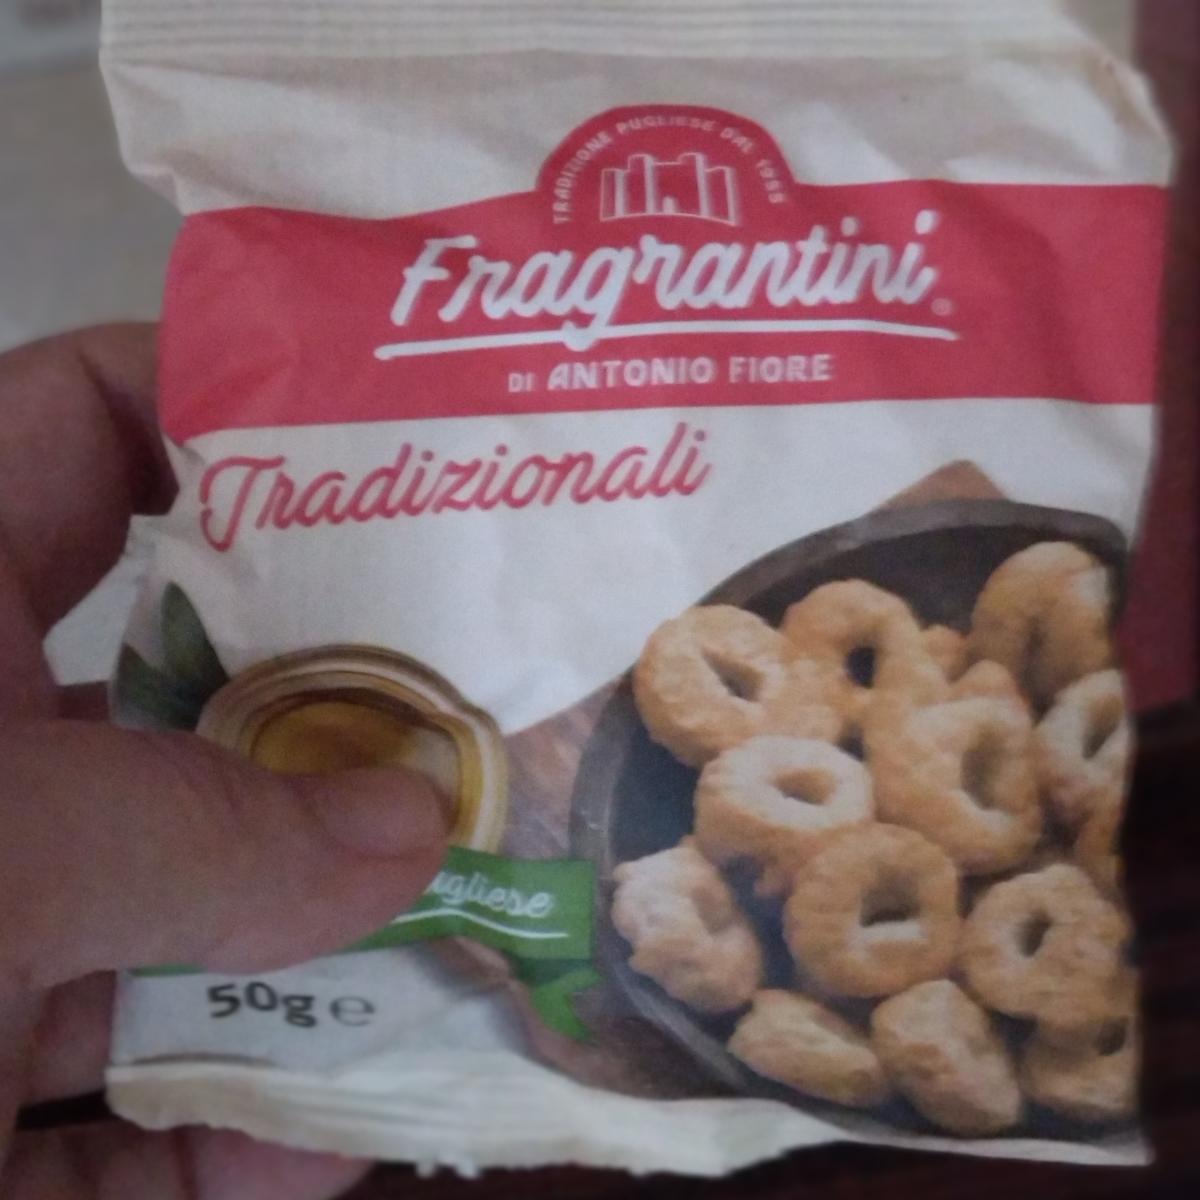 TRADIZIONE PUGLIESE DAL 1955
Fragrantini®
DI ANTONIO FIORE
Tradizionali
50g ℮